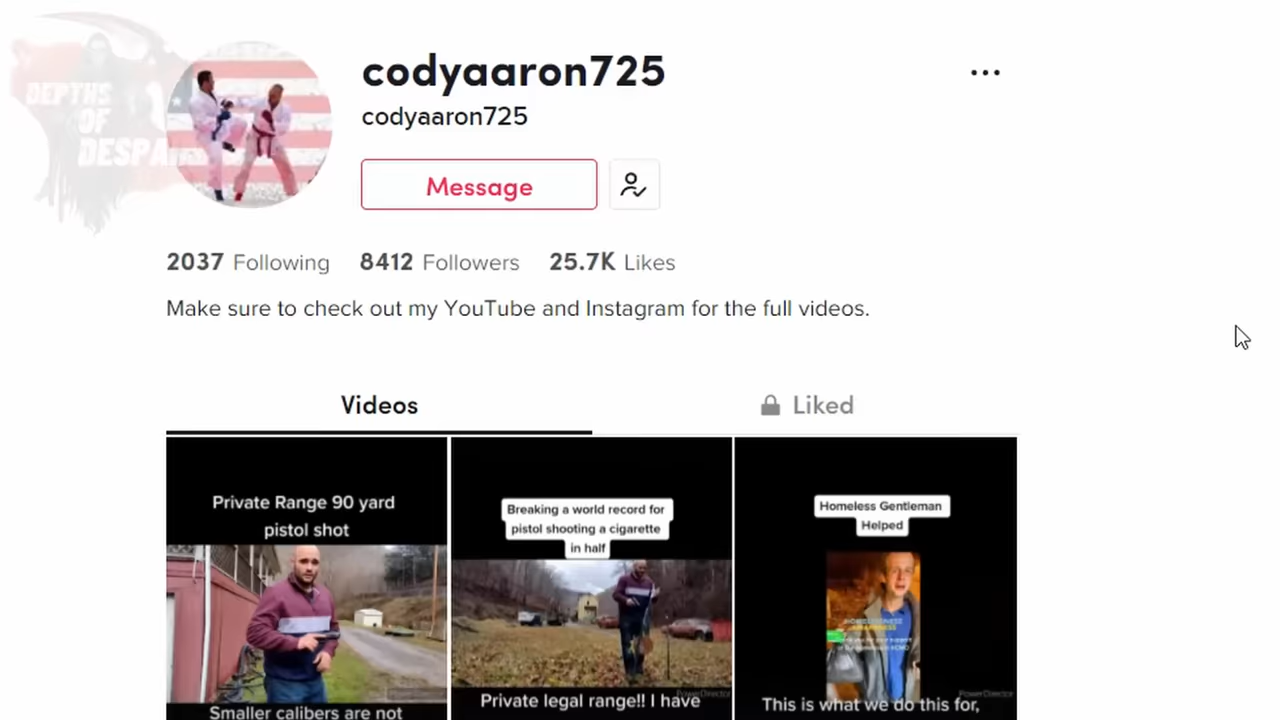 DEPTHS
OF
DESPA
codyaaron725
codyaaron725
Message
2037 Following 8412 Followers 25.7K Likes
Make sure to check out my YouTube and Instagram for the full videos.
Videos
Liked
Private Range 90 yard
pistol shot
Smaller calibers are not
Breaking a world record for
pistol shooting a cigarette
in half
PowerDirector
Private legal range!! I have
Homeless Gentleman
Helped
PowerDirector
This is what we do this for,